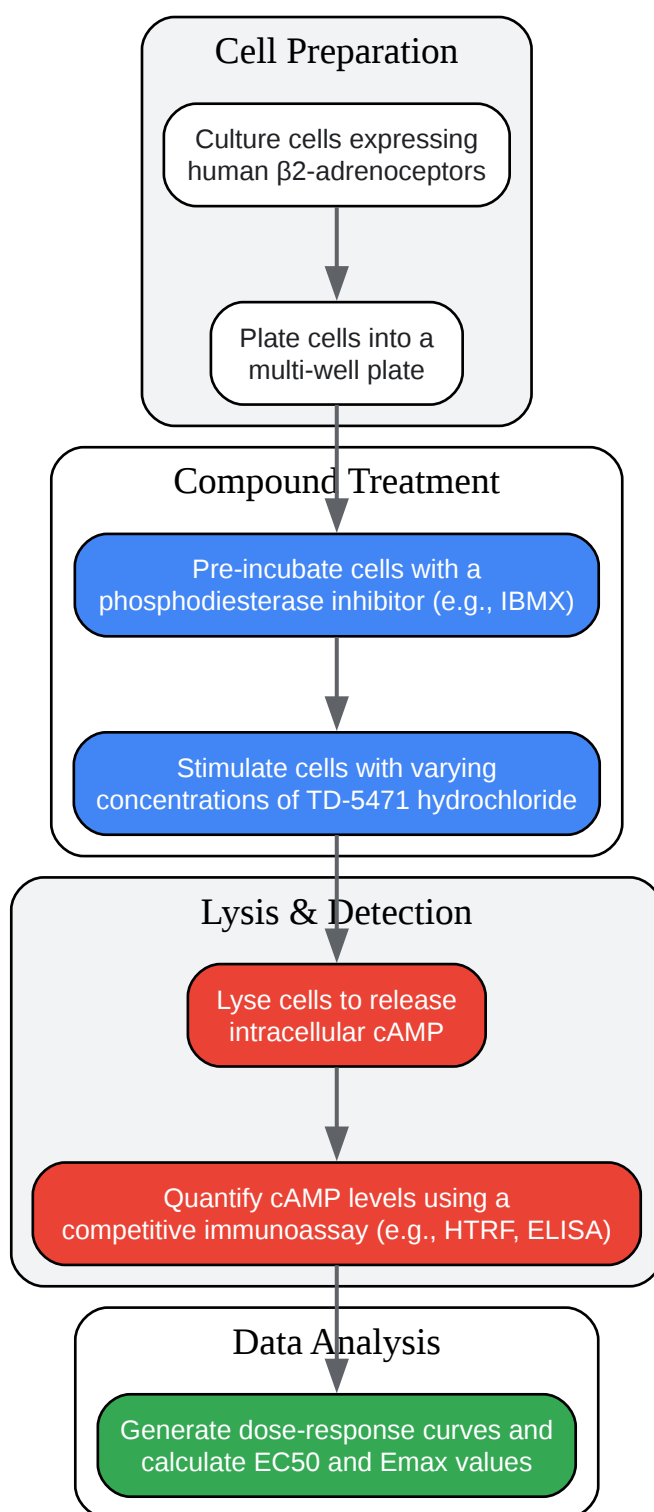 Cell Preparation
Culture cells expressing
human β2-adrenoceptors
Plate cells into a
multi-well plate
Compound Treatment
Pre-incubate cells with a
phosphodiesterase inhibitor (e.g., IBMX)
Stimulate cells with varying
concentrations of TD-5471 hydrochloride
Lysis & Detection
Lyse cells to release
intracellular cAMP
Quantify cAMP levels using a
competitive immunoassay (e.g., HTRF, ELISA)
Data Analysis
Generate dose-response curves and
calculate EC50 and Emax values